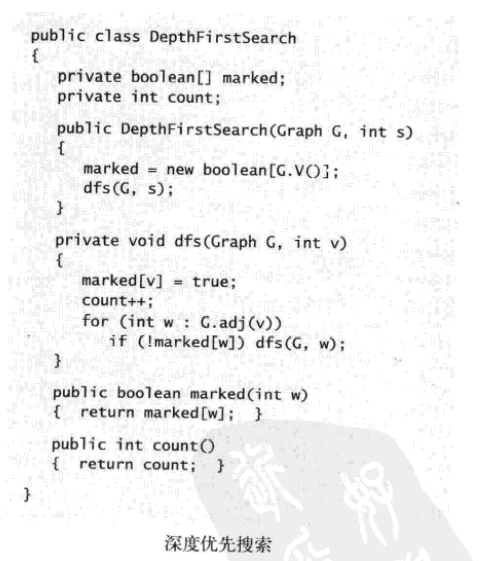 public class DepthFirstSearch
{
private boolean[] marked;
private int count;
public DepthFirstSearch(Graph G, int s)
{
marked = new boolean[G.V()];
dfs(G, s);
}
private void dfs(Graph G, int v)
{
marked[v] = true;
count++;
for (int w : G.adj(v))
if (!marked[w]) dfs(G, w);
}
public boolean marked(int w)
{ return marked[w]; }
public int count()
{ return count; }
}
深度优先搜索